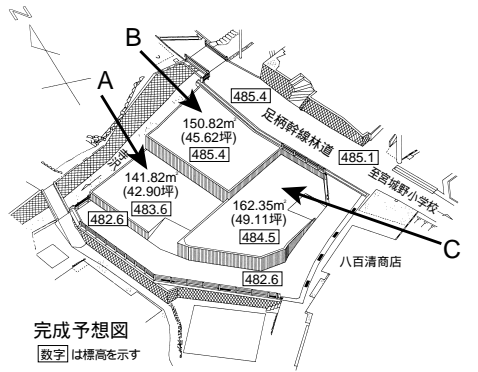 N
B
A
485.4
足柄幹線林道
485.1
至宮城野小学校
150.82㎡
(45.62坪)
485.4
141.82㎡
(42.90坪)
483.6
482.6
162.35㎡
(49.11坪)
484.5
C
482.6
八百清商店
完成予想図
数字 は標高を示す